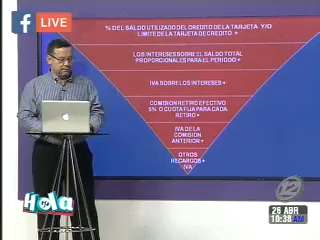 f LIVE
% DEL SALDO UTILIZADO DEL CREDITO DE LA TARJETA Y/O
LIMITE DE LA TARJETA DE CREDITO +
LOS INTERESES SOBRE EL SALDO TOTAL
PROPORCIONALES PARA EL PERIODO +
IVA SOBRE LOS INTERESES +
COMISION RETIRO EFECTIVO
5% O CUOTA FIJA PARA CADA
RETIRO +
IVA DE LA
COMISION
ANTERIOR +
OTROS
RECARGOS +
IVA
Hola
12
26 ABR
10:38 AM